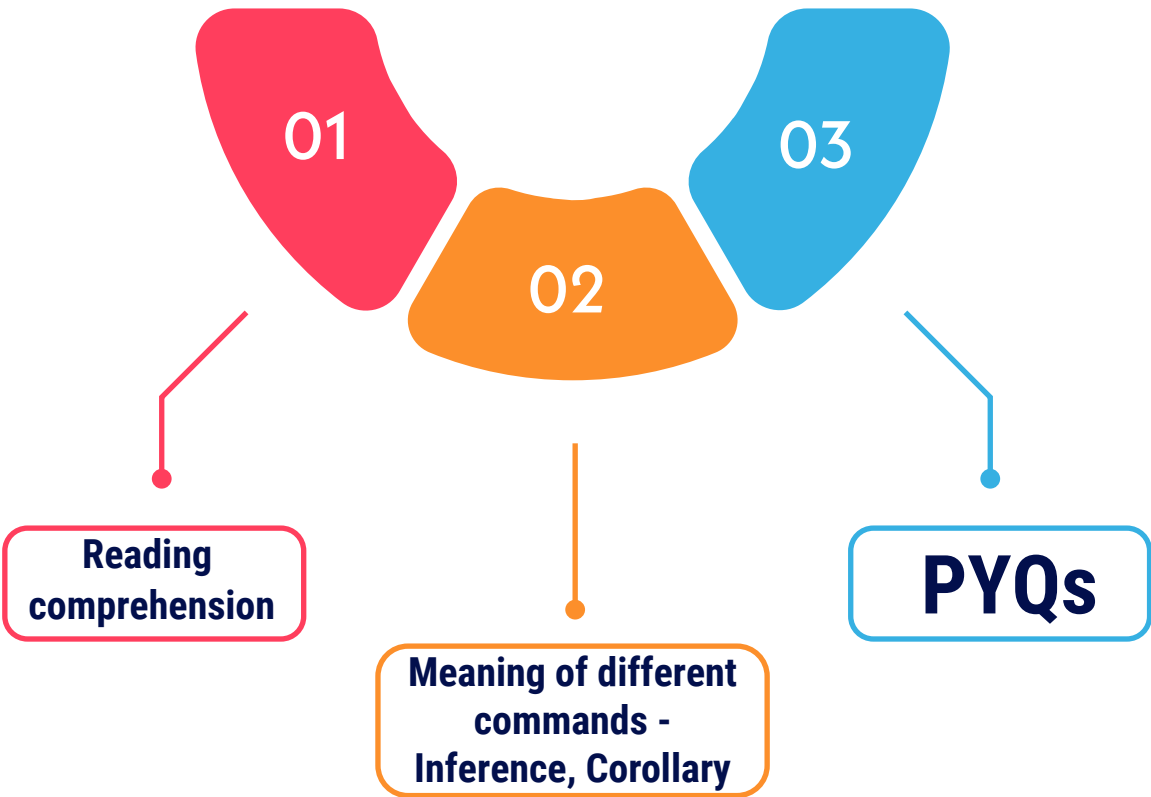 01
02
03
Reading
comprehension
Meaning of different
commands -
Inference, Corollary
PYQs